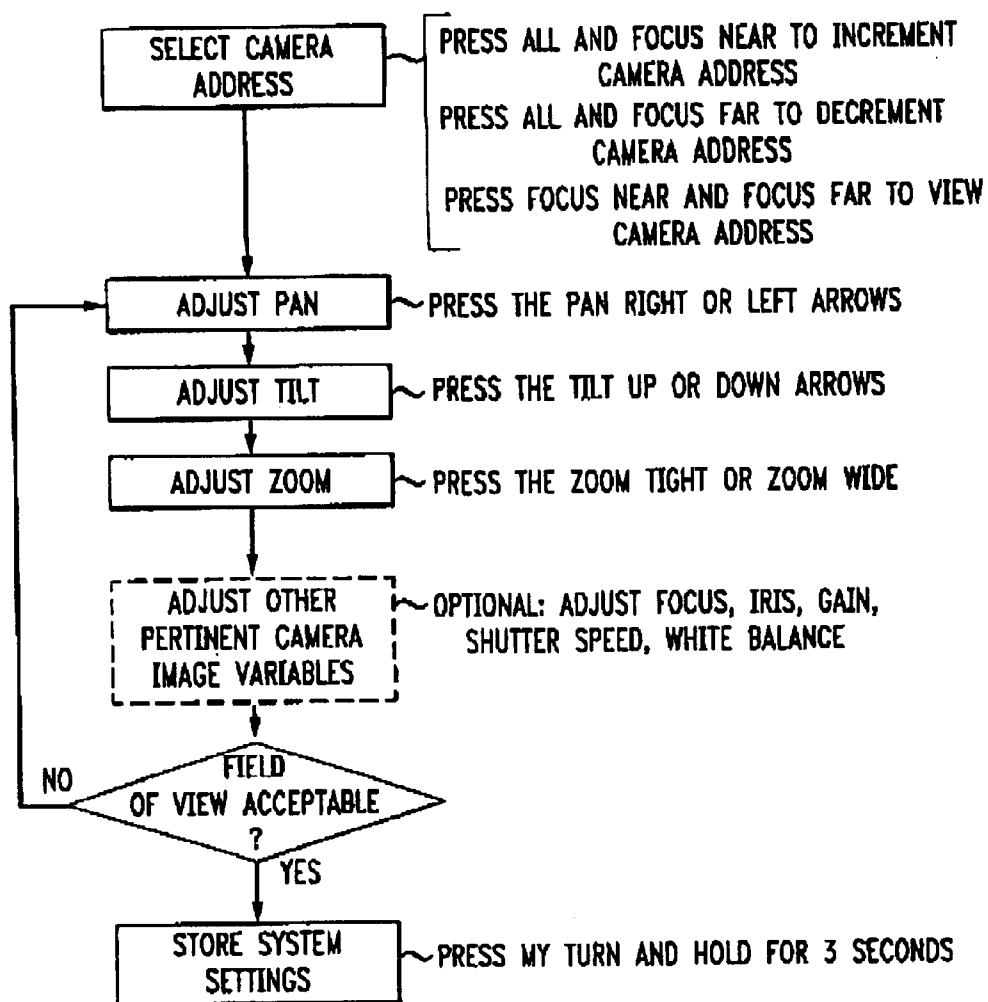 SELECT CAMERA
ADDRESS
PRESS ALL AND FOCUS NEAR TO INCREMENT
CAMERA ADDRESS
PRESS ALL AND FOCUS FAR TO DECREMENT
CAMERA ADDRESS
PRESS FOCUS NEAR AND FOCUS FAR TO VIEW
CAMERA ADDRESS
ADJUST PAN
PRESS THE PAN RIGHT OR LEFT ARROWS
ADJUST TILT
PRESS THE TILT UP OR DOWN ARROWS
ADJUST ZOOM
PRESS THE ZOOM TIGHT OR ZOOM WIDE
ADJUST OTHER
PERTINENT CAMERA
IMAGE VARIABLES
OPTIONAL: ADJUST FOCUS, IRIS, GAIN,
SHUTTER SPEED, WHITE BALANCE
NO
FIELD
OF VIEW ACCEPTABLE
?
YES
STORE SYSTEM
SETTINGS
PRESS MY TURN AND HOLD FOR 3 SECONDS